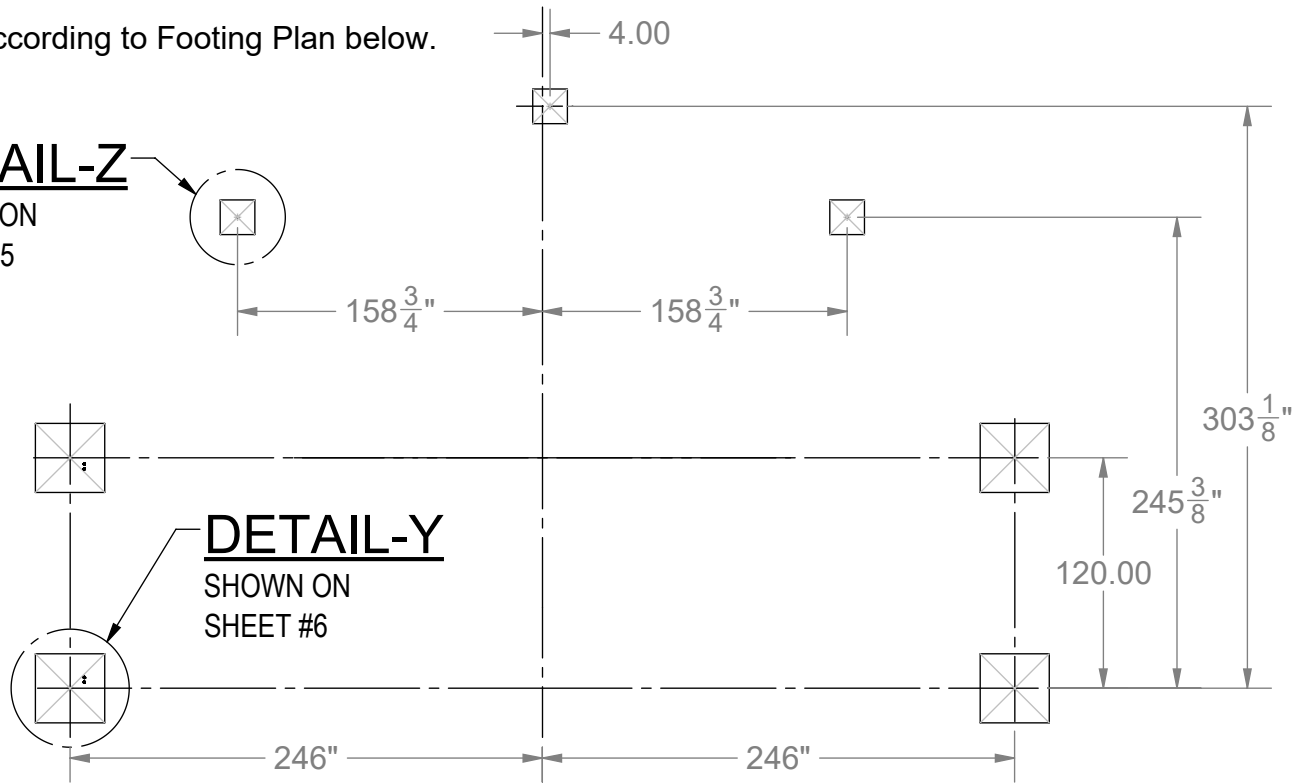 ccording to Footing Plan below.
4.00
AIL-Z
ON
5
158 3/4" 158 3/4"
303 1/8"
245 3/8"
DETAIL-Y
120.00
SHOWN ON
SHEET #6
246" 246"